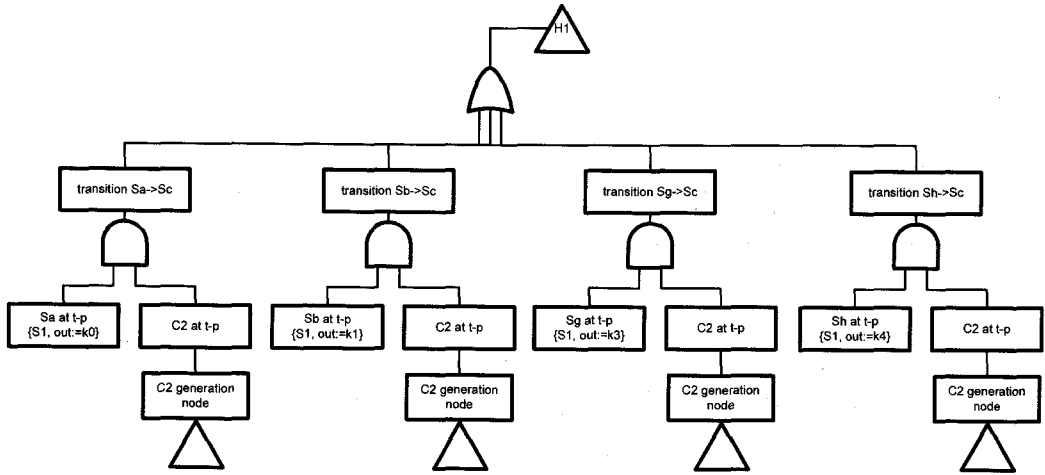 H1
transition Sa->Sc
transition Sb->Sc
transition Sg->Sc
transition Sh->Sc
Sa at t-p
{S1, out:=k0}
C2 at t-p
Sb at t-p
{S1, out:=k1}
C2 at t-p
Sg at t-p
{S1, out:=k3}
C2 at t-p
Sh at t-p
{S1, out:=k4}
C2 at t-p
C2 generation
node
C2 generation
node
C2 generation
node
C2 generation
node